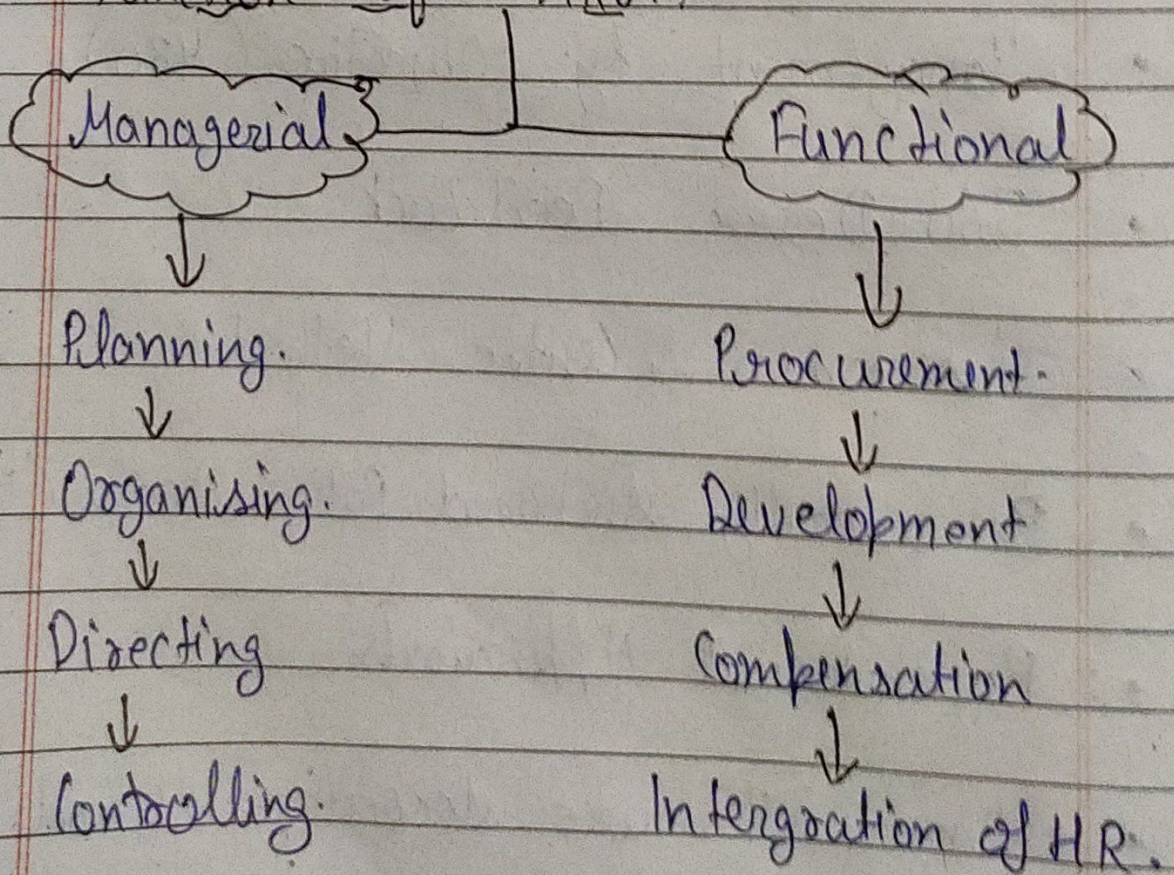 Managerial Functional
Planning. Procurement.
Organising. Development
Directing Compensation
Controlling. Intergration of HR.